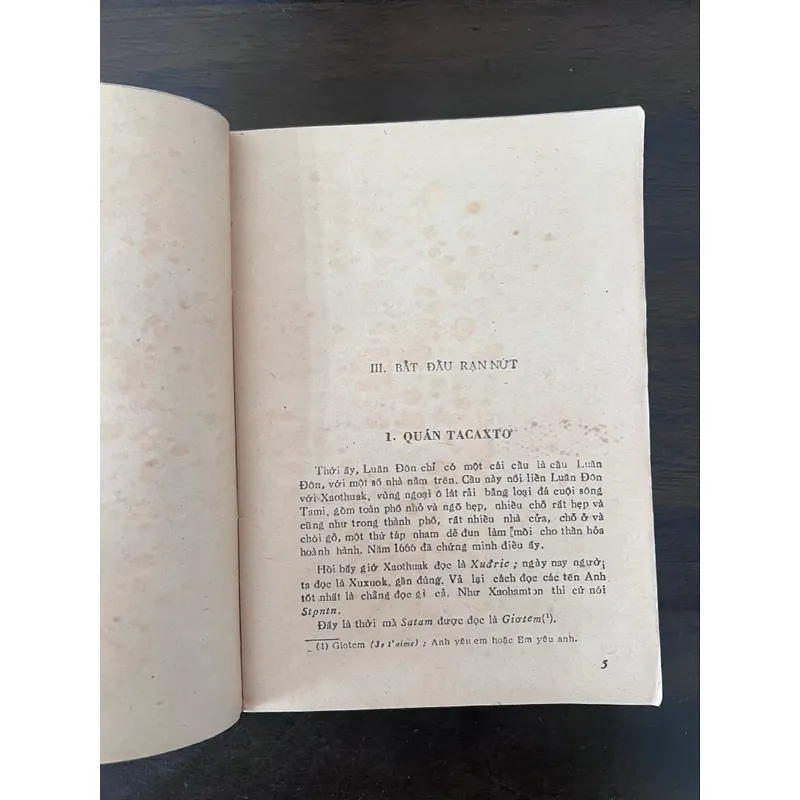 III. BẮT ĐẦU RẠN NỨT
1. QUÁN TACAXTƠ
Thời ấy, Luân Đôn chỉ có một cái cầu là cầu Luân
Đôn, với một số nhà nằm trên. Cầu này nối liền Luân Đôn
với Xaothuak, vùng ngoại ô lát rải bằng loại đá cuội sông
Tami, gồm toàn phố nhỏ và ngõ hẹp, nhiều chỗ rất hẹp và
cũng như trong thành phố, rất nhiều nhà cửa, chỗ ở và
chòi gỗ, một thứ tập nham dễ đun làm [mồi cho thần hỏa
hoành hành. Năm 1666 đã chứng minh điều ấy.
Hồi bấy giờ Xaothuak đọc là Xuđric ; ngày nay người
ta đọc là Xuxuok, gần đúng. Vả lại cách đọc các tên Anh
tốt nhất là chẳng đọc gì cả. Như Xaohamton thì cứ nói
Stpntn.
Đấy là thời mà Satam được đọc là Giơtem(¹).
(1) Giotem (Je t'aime) ; Anh yêu em hoặc Em yêu anh.
5